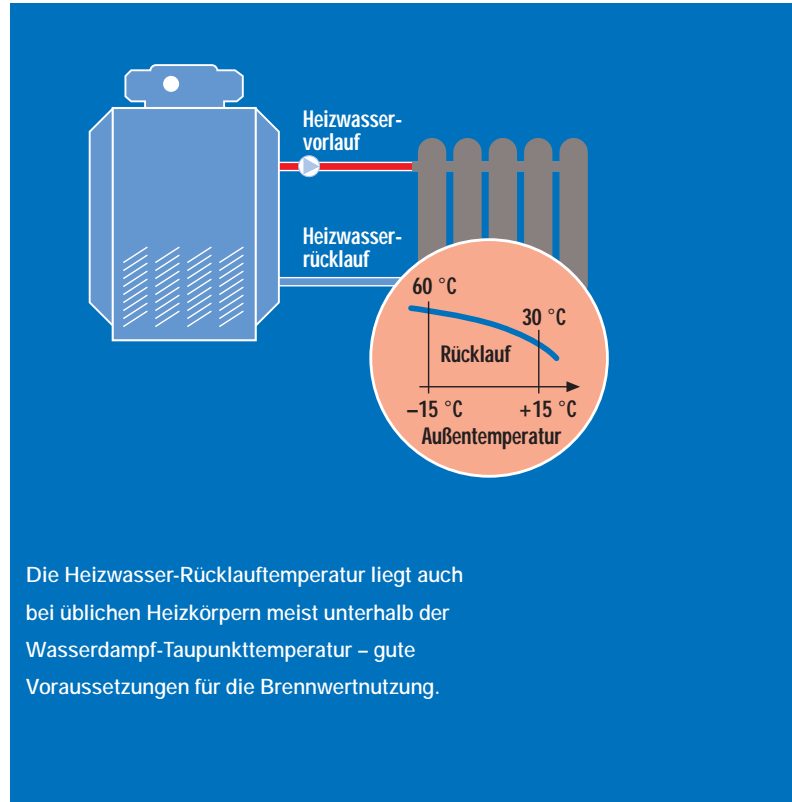 Heizwasser-
vorlauf
Heizwasser-
rücklauf
60 °C
30 °C
Rücklauf
–15 °C
+15 °C
Außentemperatur
Die Heizwasser-Rücklauftemperatur liegt auch
bei üblichen Heizkörpern meist unterhalb der
Wasserdampf-Taupunkttemperatur – gute
Voraussetzungen für die Brennwertnutzung.